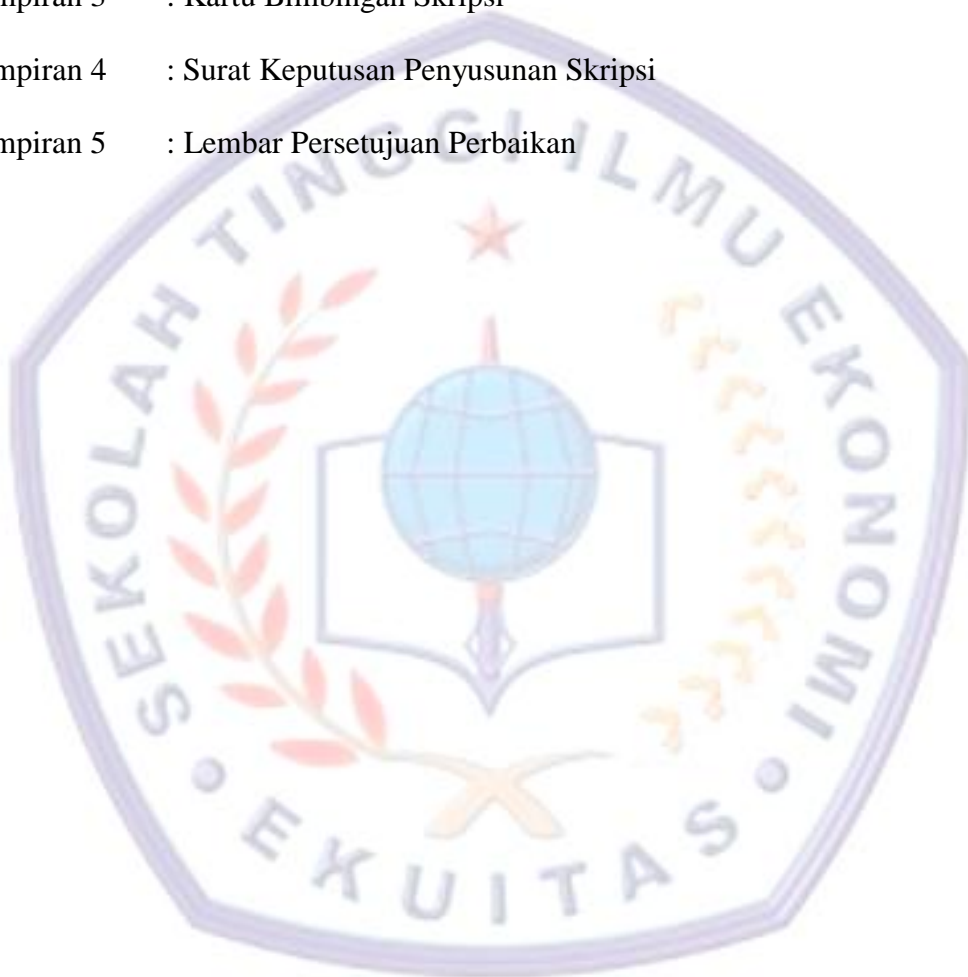 mpiran 3 : Kartu Bimbingan Skripsi
mpiran 4 : Surat Keputusan Penyusunan Skripsi
mpiran 5 : Lembar Persetujuan Perbaikan
SEKOLAH TINGGI ILMU EKONOMI
EKUITAS